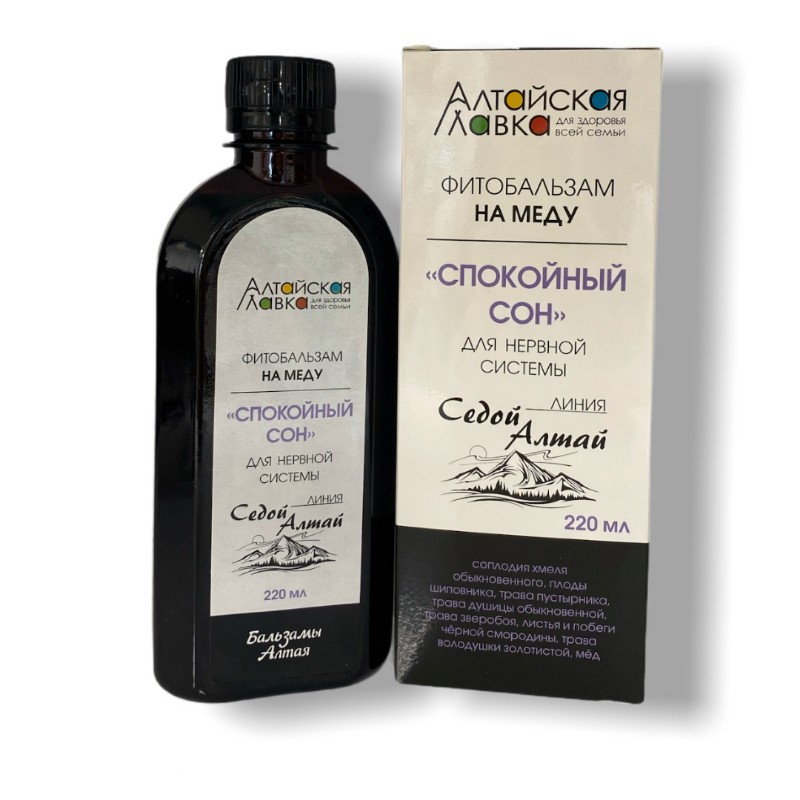 Алтайская
Лавка для здоровья
всей семьи
ФИТОБАЛЬЗАМ
НА МЕДУ
«СПОКОЙНЫЙ
СОН»
ДЛЯ НЕРВНОЙ
СИСТЕМЫ
ЛИНИЯ
Седой
Алтай
220 мл
Бальзамы
Алтая
Алтайская
Лавка для здоровья
всей семьи
ФИТОБАЛЬЗАМ
НА МЕДУ
«СПОКОЙНЫЙ
СОН»
ДЛЯ НЕРВНОЙ
СИСТЕМЫ
ЛИНИЯ
Седой
Алтай
220 мл
соплодия хмеля
обыкновенного, плоды
шиповника, трава пустырника,
трава душицы обыкновенной,
трава зверобоя, листья и побеги
чёрной смородины, трава
володушки золотистой, мёд